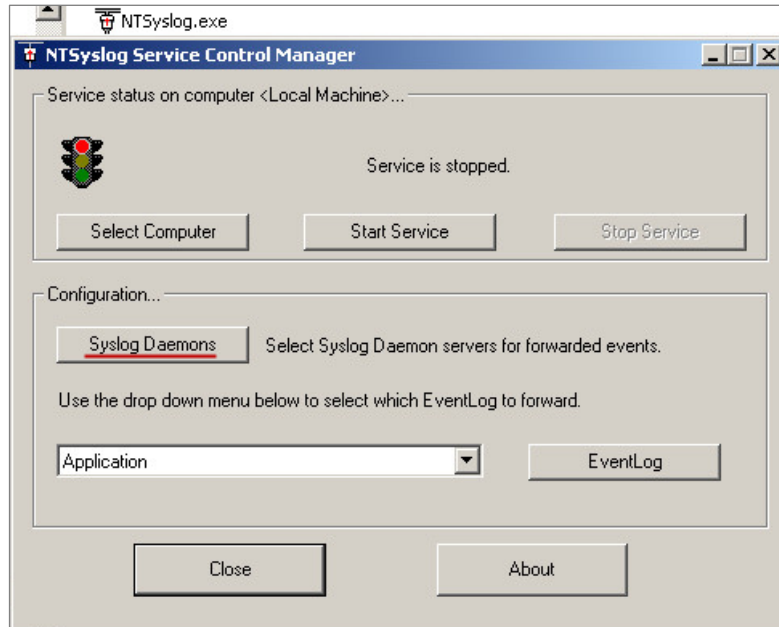 NTSyslog.exe
NTSyslog Service Control Manager
Service status on computer <Local Machine>...
Service is stopped.
Select Computer
Start Service
Stop Service
Configuration...
Syslog Daemons
Select Syslog Daemon servers for forwarded events.
Use the drop down menu below to select which EventLog to forward.
Application
EventLog
Close
About